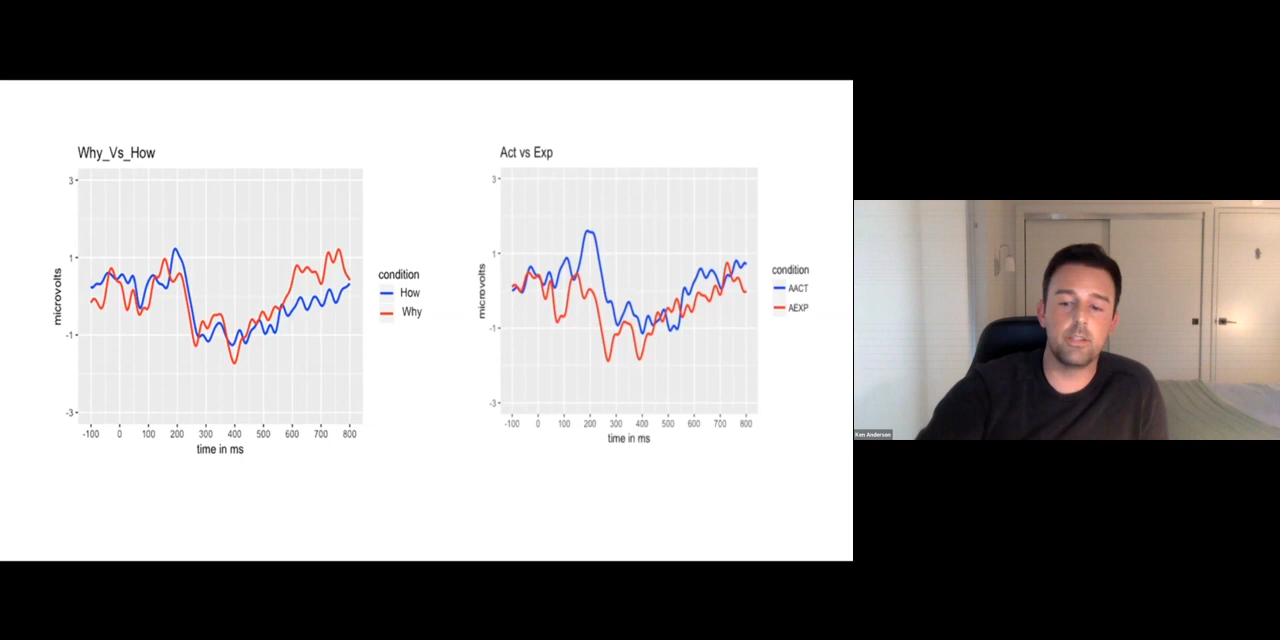 Why_Vs_How
3
1
-1
-3
microvolts
-100 0 100 200 300 400 500 600 700 800
time in ms
condition
How
Why
Act vs Exp
3
1
-1
-3
microvolts
-100 0 100 200 300 400 500 600 700 800
time in ms
condition
AACT
AEXP
Ken Anderson